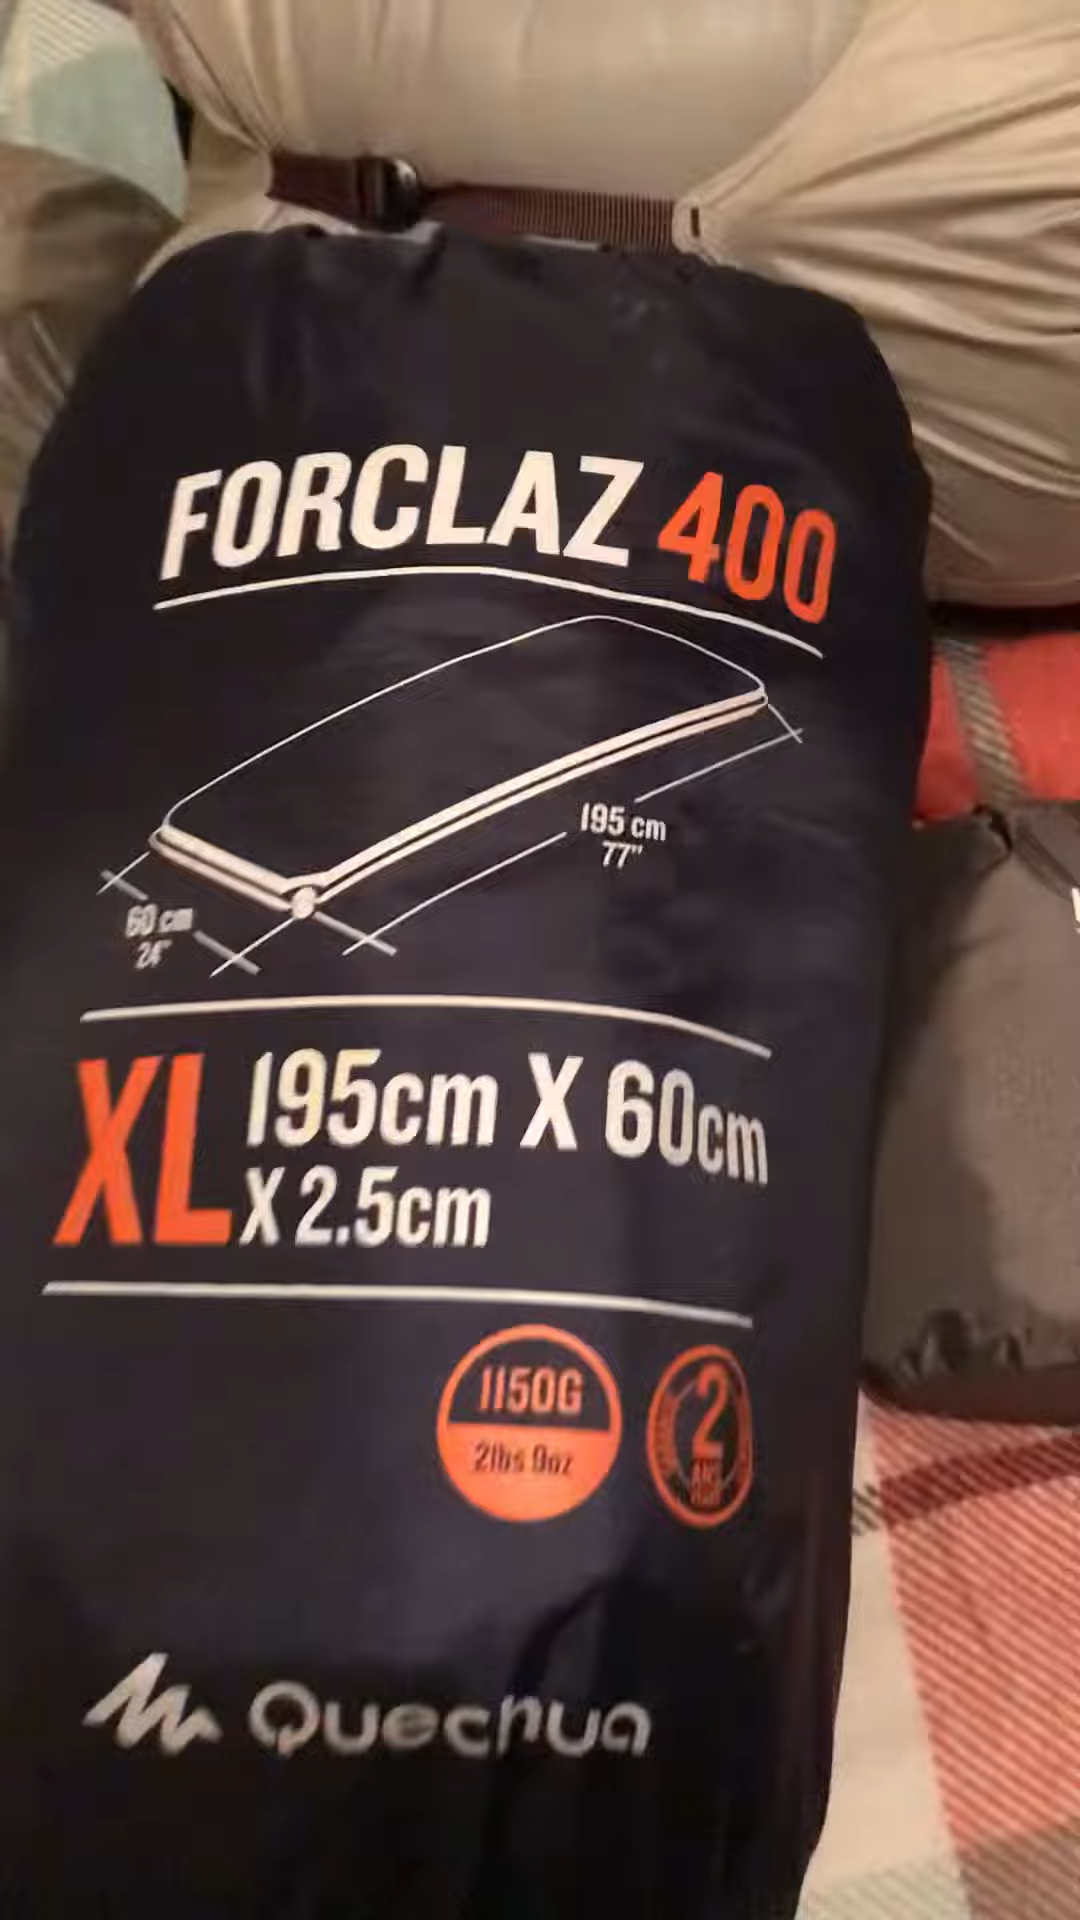 FORCLAZ 400
195 cm
77"
60 cm
24"
XL 195cm X 60cm
X 2.5cm
1150G
2lbs 9oz
2
Quechua